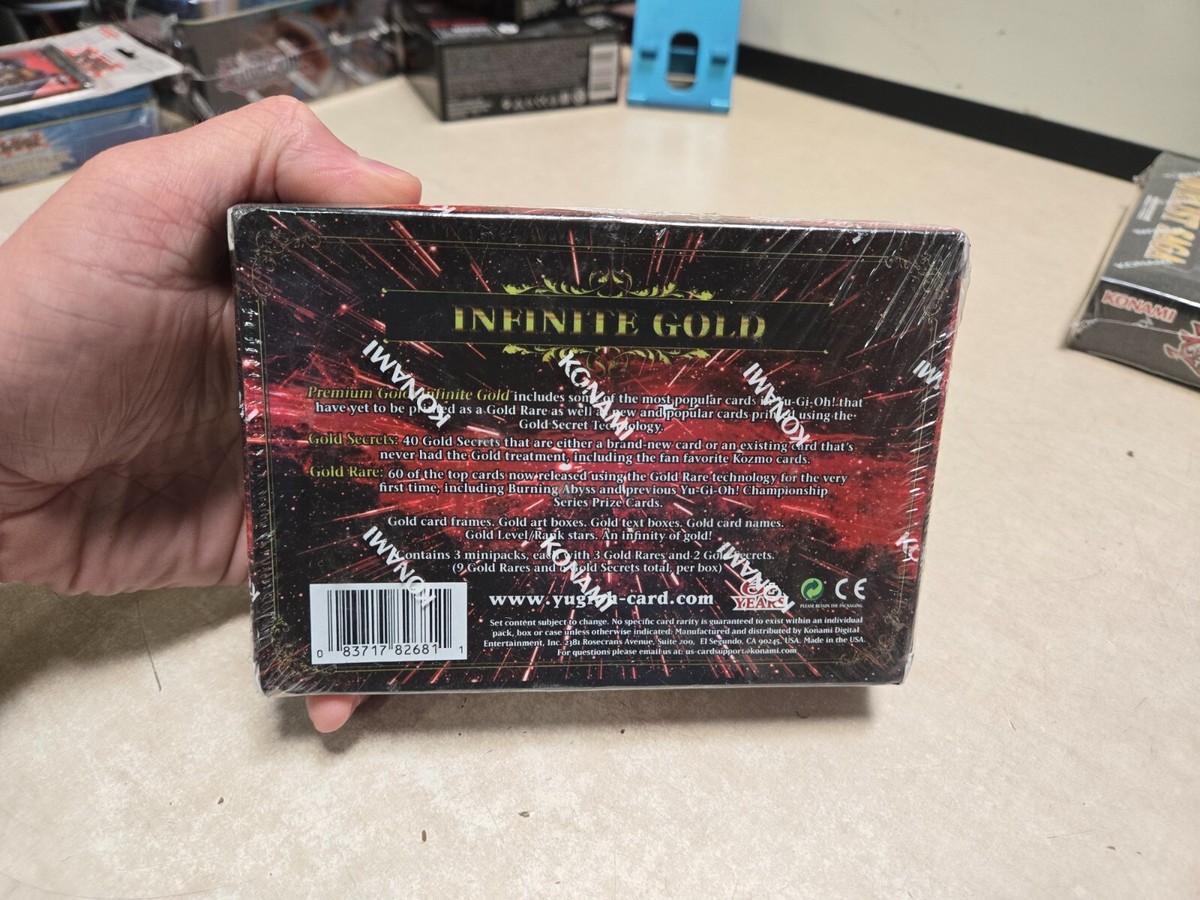 INFINITE GOLD
Premium Gold: Infinite Gold includes some of the most popular cards in Yu-Gi-Oh! that
have yet to be printed as a Gold Rare as well as new and popular cards printed using the
Gold Secret Technology.
Gold Secrets: 40 Gold Secrets that are either a brand-new card or an existing card that's
never had the Gold treatment, including the fan favorite Kozmo cards.
Gold Rare: 60 of the top cards now released using the Gold Rare technology for the very
first time, including Burning Abyss and previous Yu-Gi-Oh! Championship
Series Prize Cards.
Gold card frames. Gold art boxes. Gold text boxes. Gold card names.
Gold Level/Rank stars. An infinity of gold!
Contains 3 minipacks, each with 3 Gold Rares and 2 Gold Secrets.
(9 Gold Rares and 6 Gold Secrets total, per box)
www.yugioh-card.com
YEARS
PLEASE RETAIN THE PACKAGING.
CE
Set content subject to change. No specific card rarity is guaranteed to exist within an individual
pack, box or case unless otherwise indicated. Manufactured and distributed by Konami Digital
Entertainment, Inc. 2381 Rosecrans Avenue, Suite 200, El Segundo, CA 90245, USA. Made in the USA.
For questions please email us at: us-cardsupport@konami.com
0 83717 82681 1
KONAMI
KONAMI
KONAMI
KONAMI
KONAMI
KONAMI
KONAMI